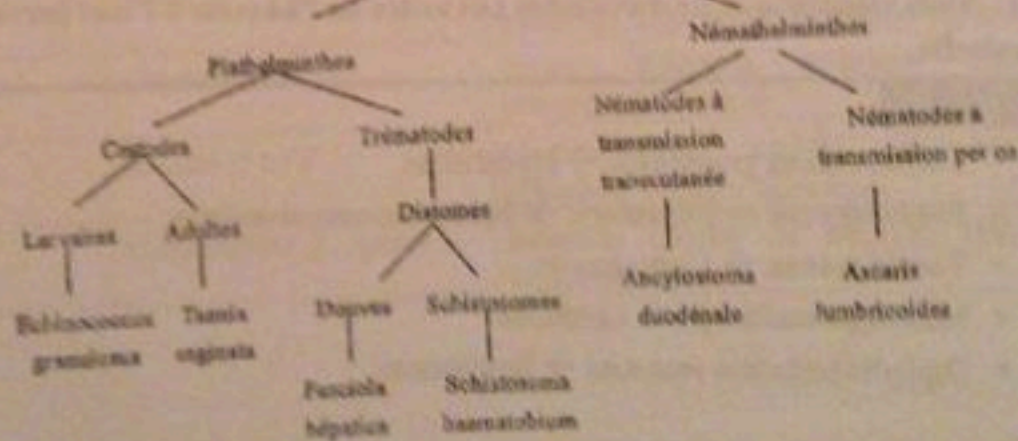 Némathelminthes
Plathelminthes
Nématodes à
transmission
transcutanée
Nématodes à
transmission per os
Cestodes
Trématodes
Distomes
Larvaires
Adultes
Ancylostoma
duodénale
Ascaris
lumbricoides
Echinococcus
granulosus
Taenia
saginata
Douves
Schistosomes
Fasciola
hépatica
Schistosoma
haematobium